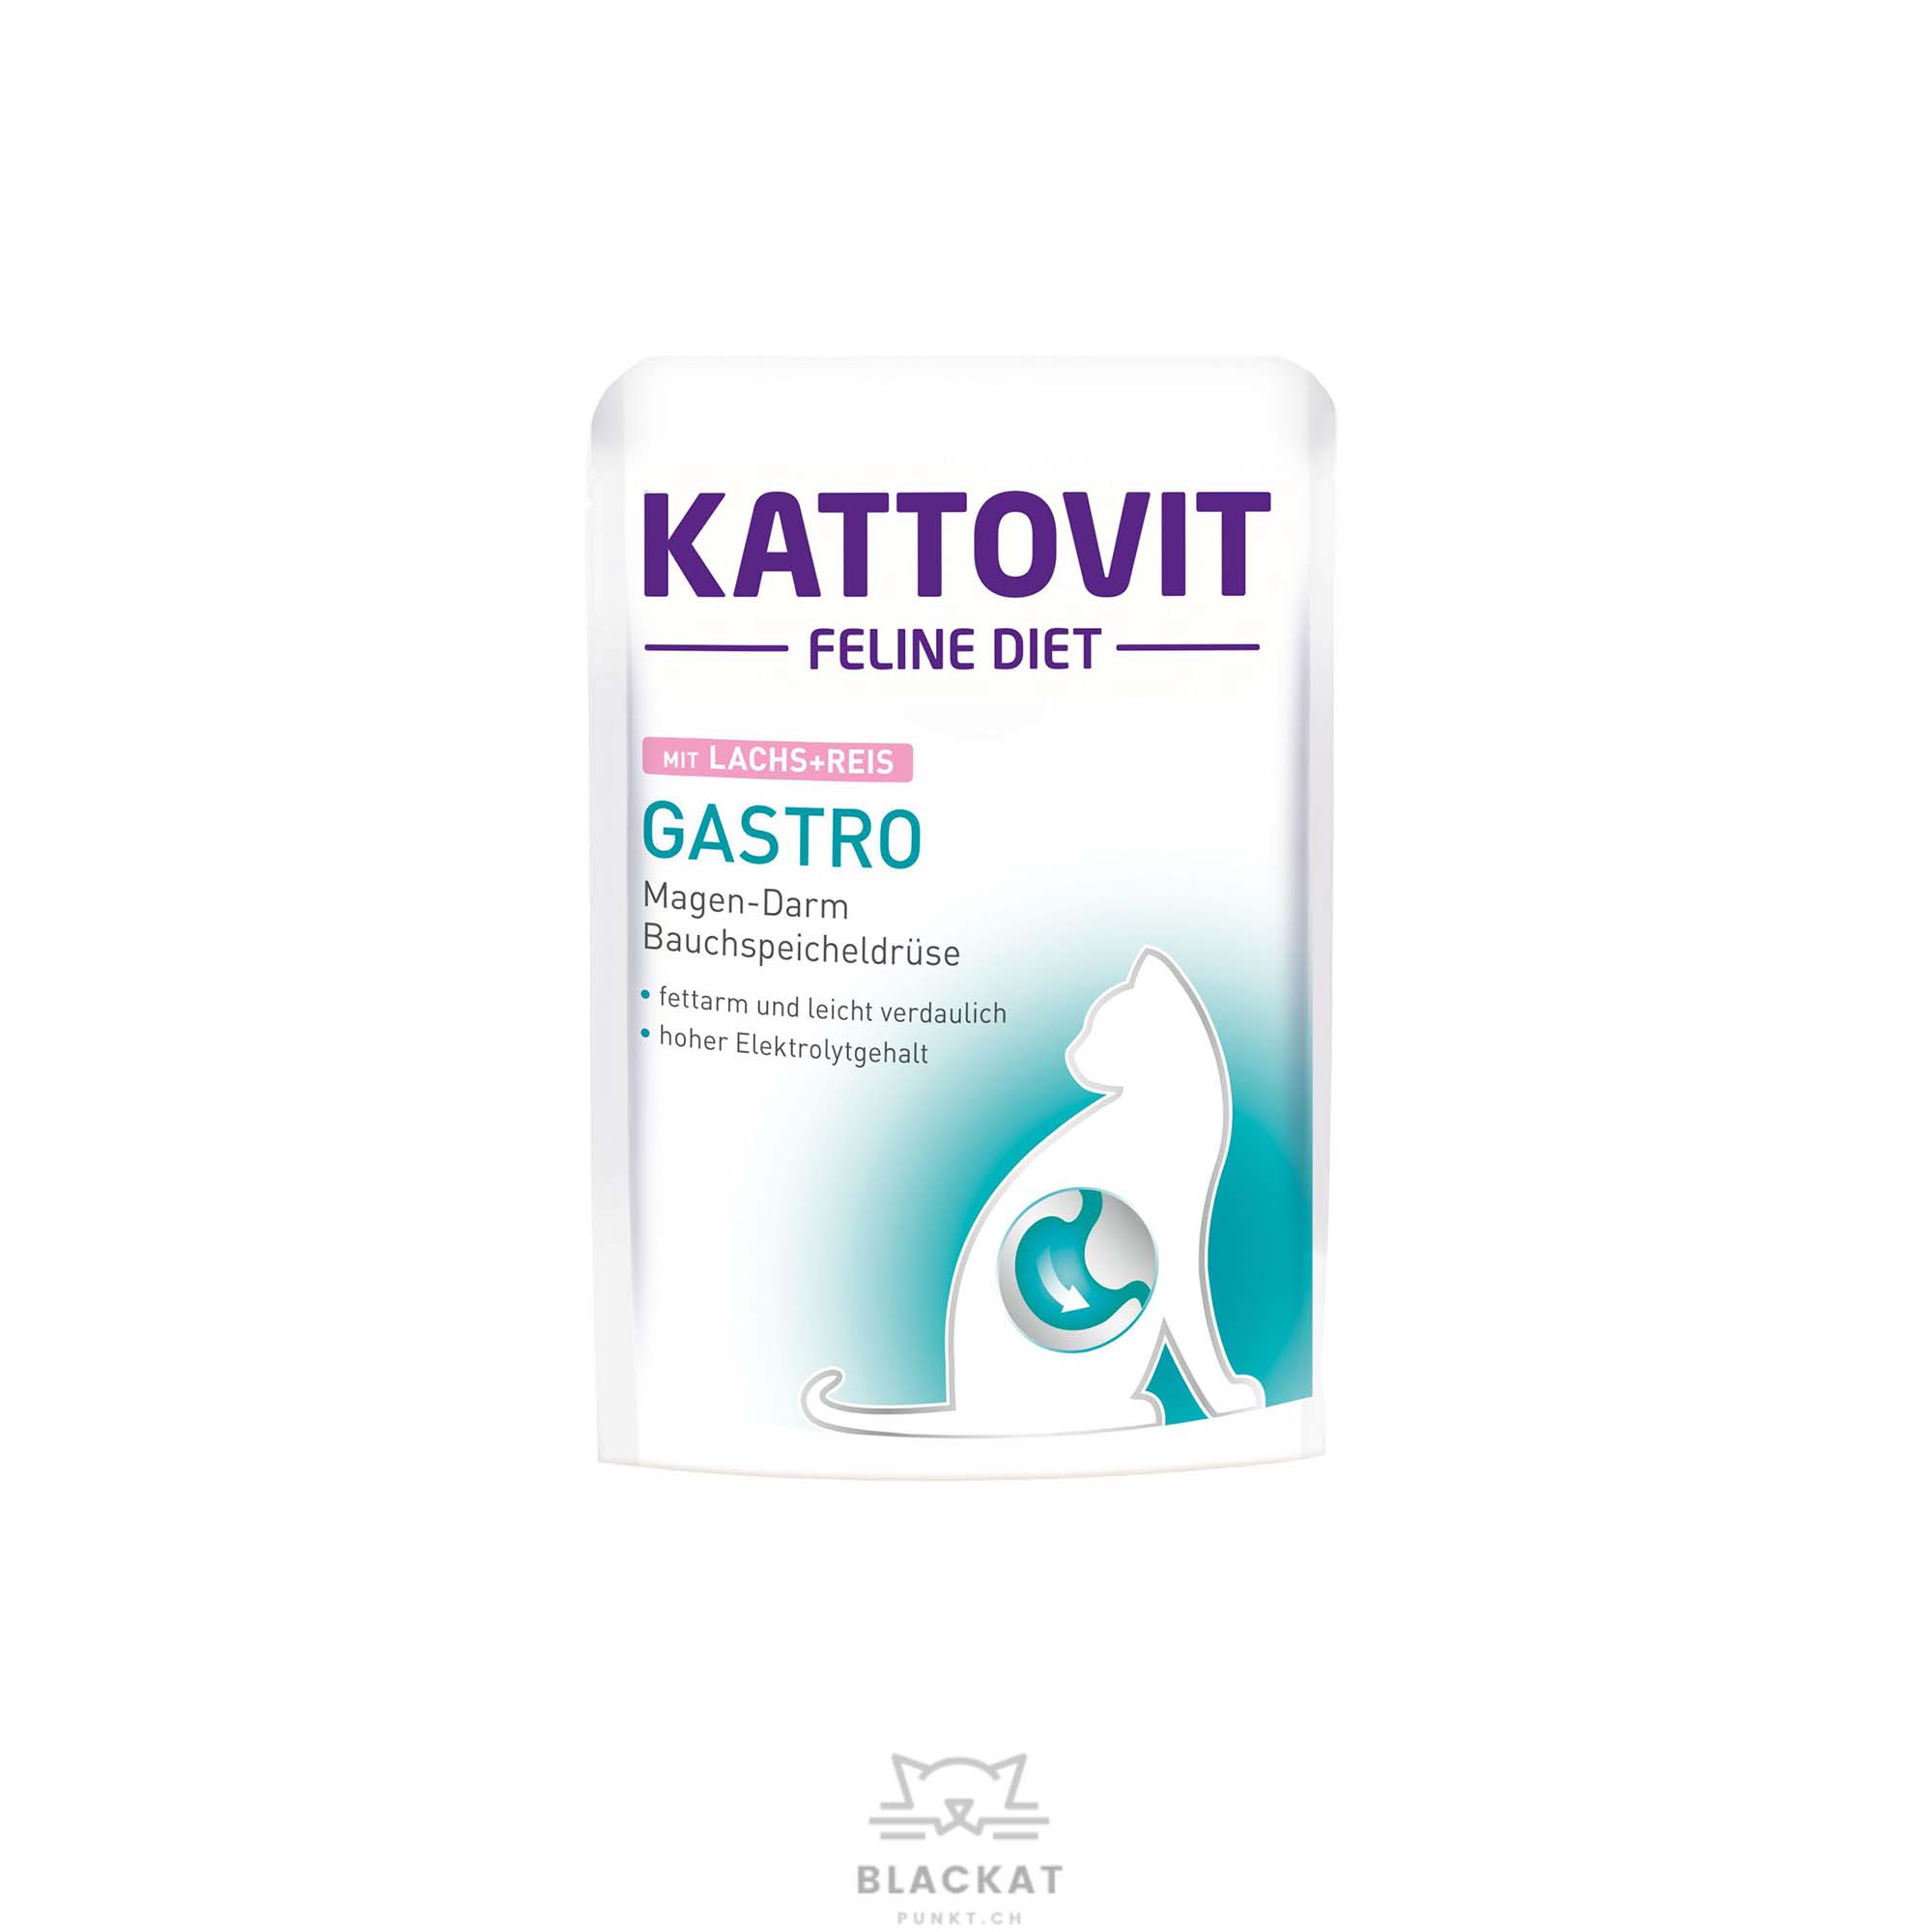 KATTOVIT
FELINE DIET
MIT LACHS+REIS
GASTRO
Magen-Darm
Bauchspeicheldrüse
• fettarm und leicht verdaulich
• hoher Elektrolytgehalt
BLACKAT
PUNKT.CH